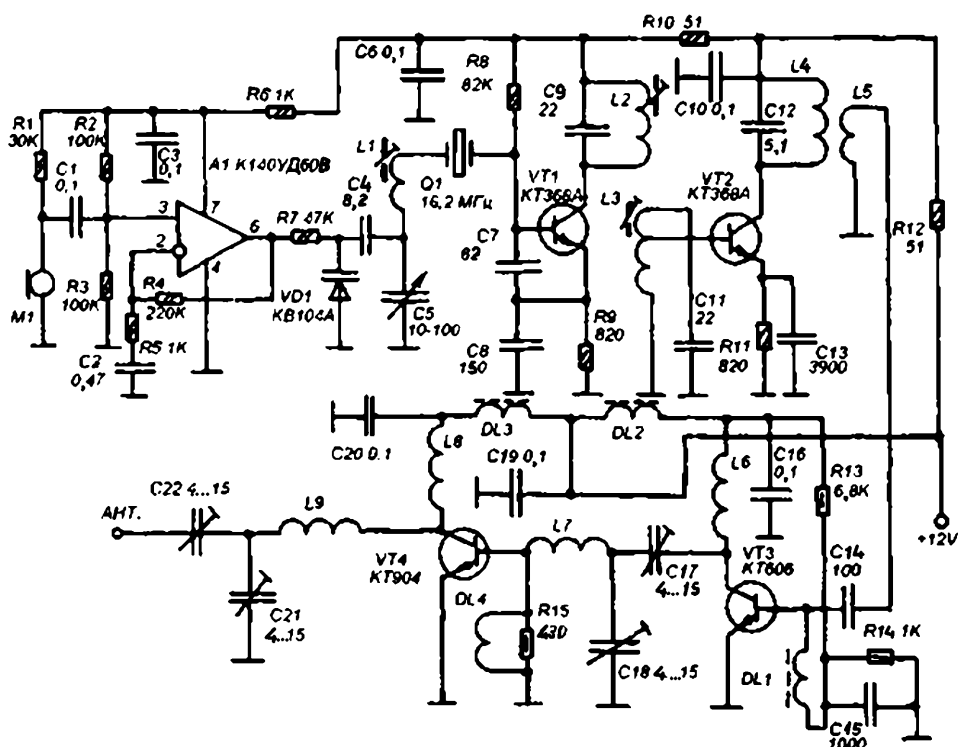 R10 51
C6 0,1
R8
82K
C9
22
L2
L4
L5
C10 0,1
C12
5,1
R6 1K
R1
30K
R2
100K
C1
0,1
C3
0,1
A1 К140УД60В
L1
C4
8,2
Q1
16,2 МГц
VT1
КТ368А
L3
VT2
КТ368А
R12
51
3
7
2
6
4
R7 47K
R3
100K
R4
220K
M1
VD1
КВ104А
C5
10-100
C7
62
C8
150
R9
820
C11
22
R11
820
C13
3900
R5 1K
C2
0,47
C20 0.1
DL3
DL2
L8
C19 0,1
L6
C16
0,1
R13
6,8K
+12V
C22 4...15
АНТ.
L9
L7
VT4
КТ904
C17
4...15
VT3
КТ606
C14
100
C21
4...15
DL4
R15
430
C18 4...15
DL1
R14 1K
C15
1000